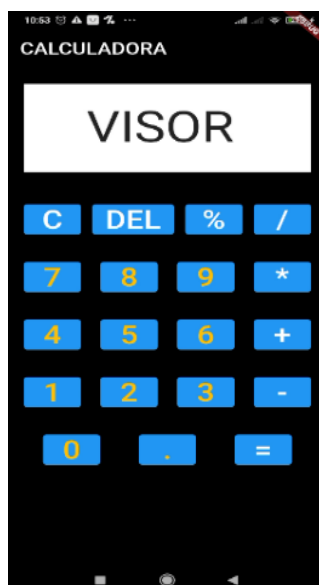 10:53
CALCULADORA
VISOR
C DEL % /
7 8 9 *
4 5 6 +
1 2 3 -
0 . =